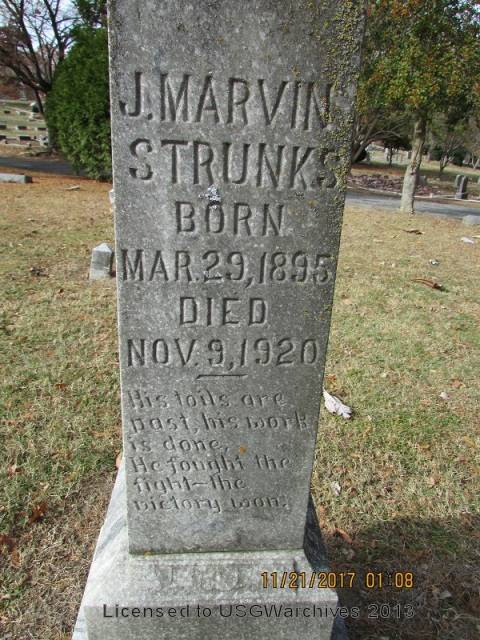 J. MARVIN
STRUNKS
BORN
MAR. 29, 1895
DIED
NOV. 9, 1920
His toils are
past, his work
is done.
He fought the
fight—the
victory won.
11/21/2017 01:08
Licensed to USGWarchives 2013